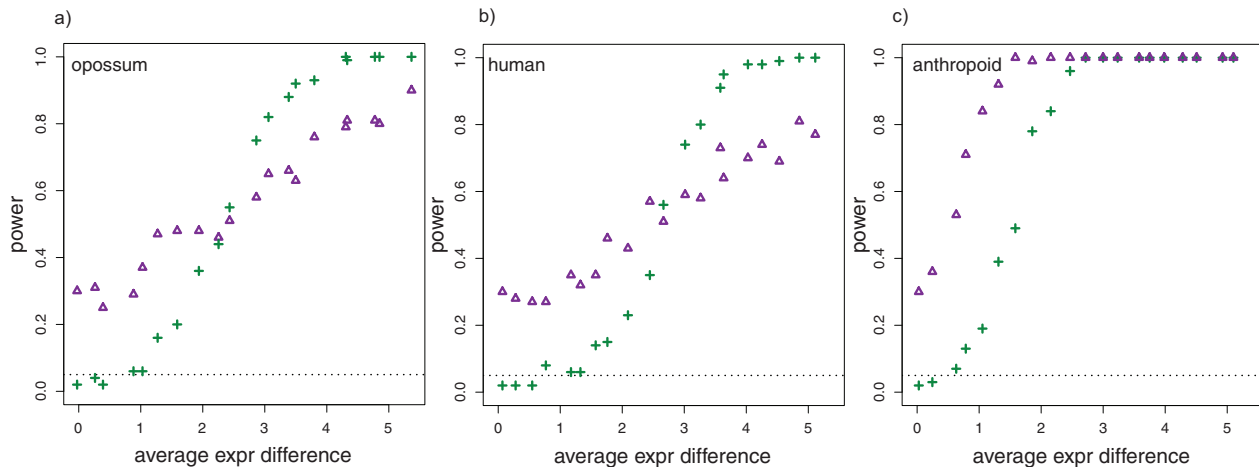 a)
opossum
power
0.0 0.2 0.4 0.6 0.8 1.0
0 1 2 3 4 5
average expr difference
b)
human
power
0.0 0.2 0.4 0.6 0.8 1.0
0 1 2 3 4 5
average expr difference
c)
anthropoid
power
0.0 0.2 0.4 0.6 0.8 1.0
0 1 2 3 4 5
average expr difference